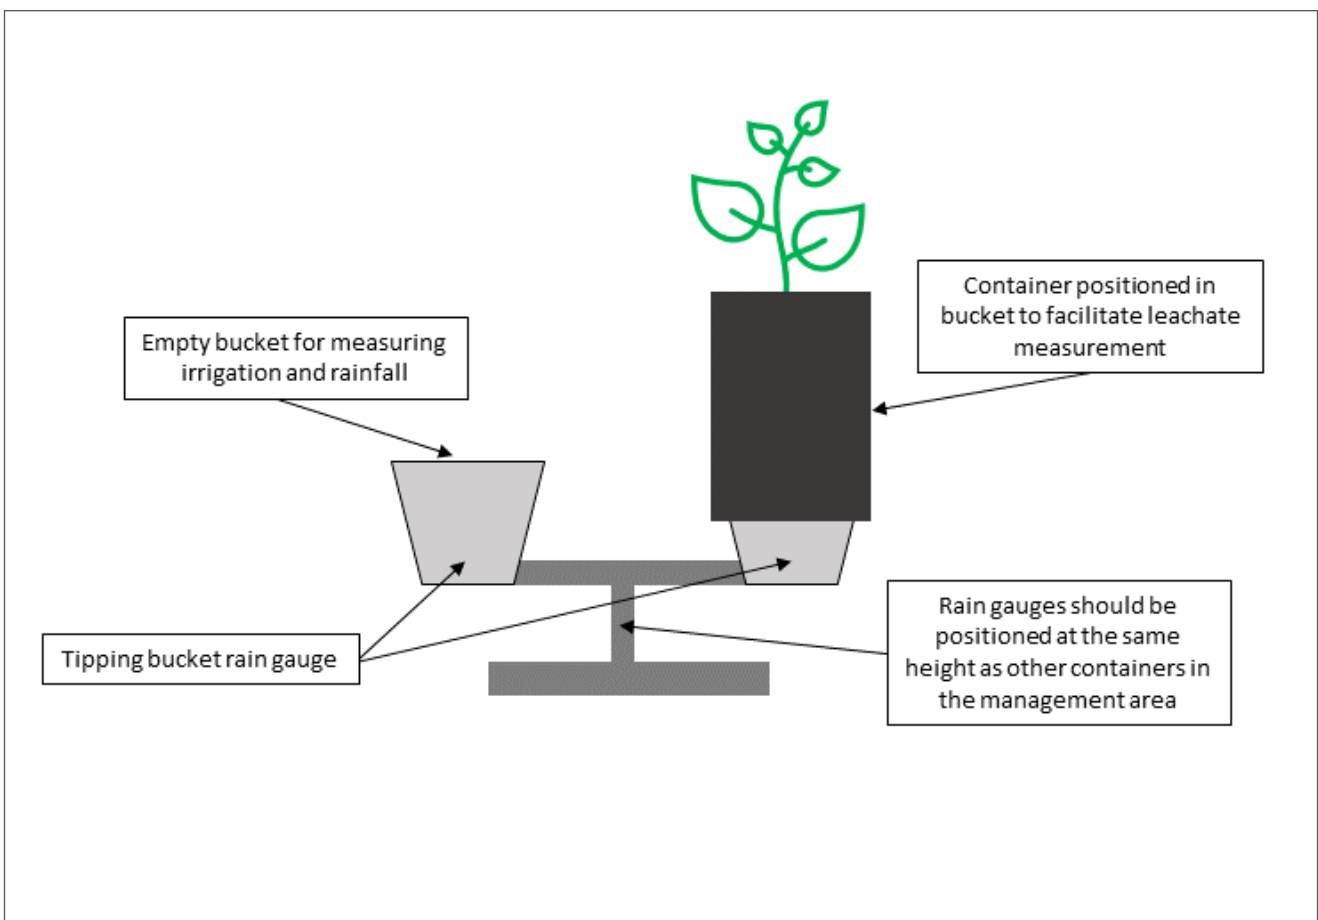 Container positioned in
bucket to facilitate leachate
measurement
Empty bucket for measuring
irrigation and rainfall
Rain gauges should be
positioned at the same
height as other containers in
the management area
Tipping bucket rain gauge